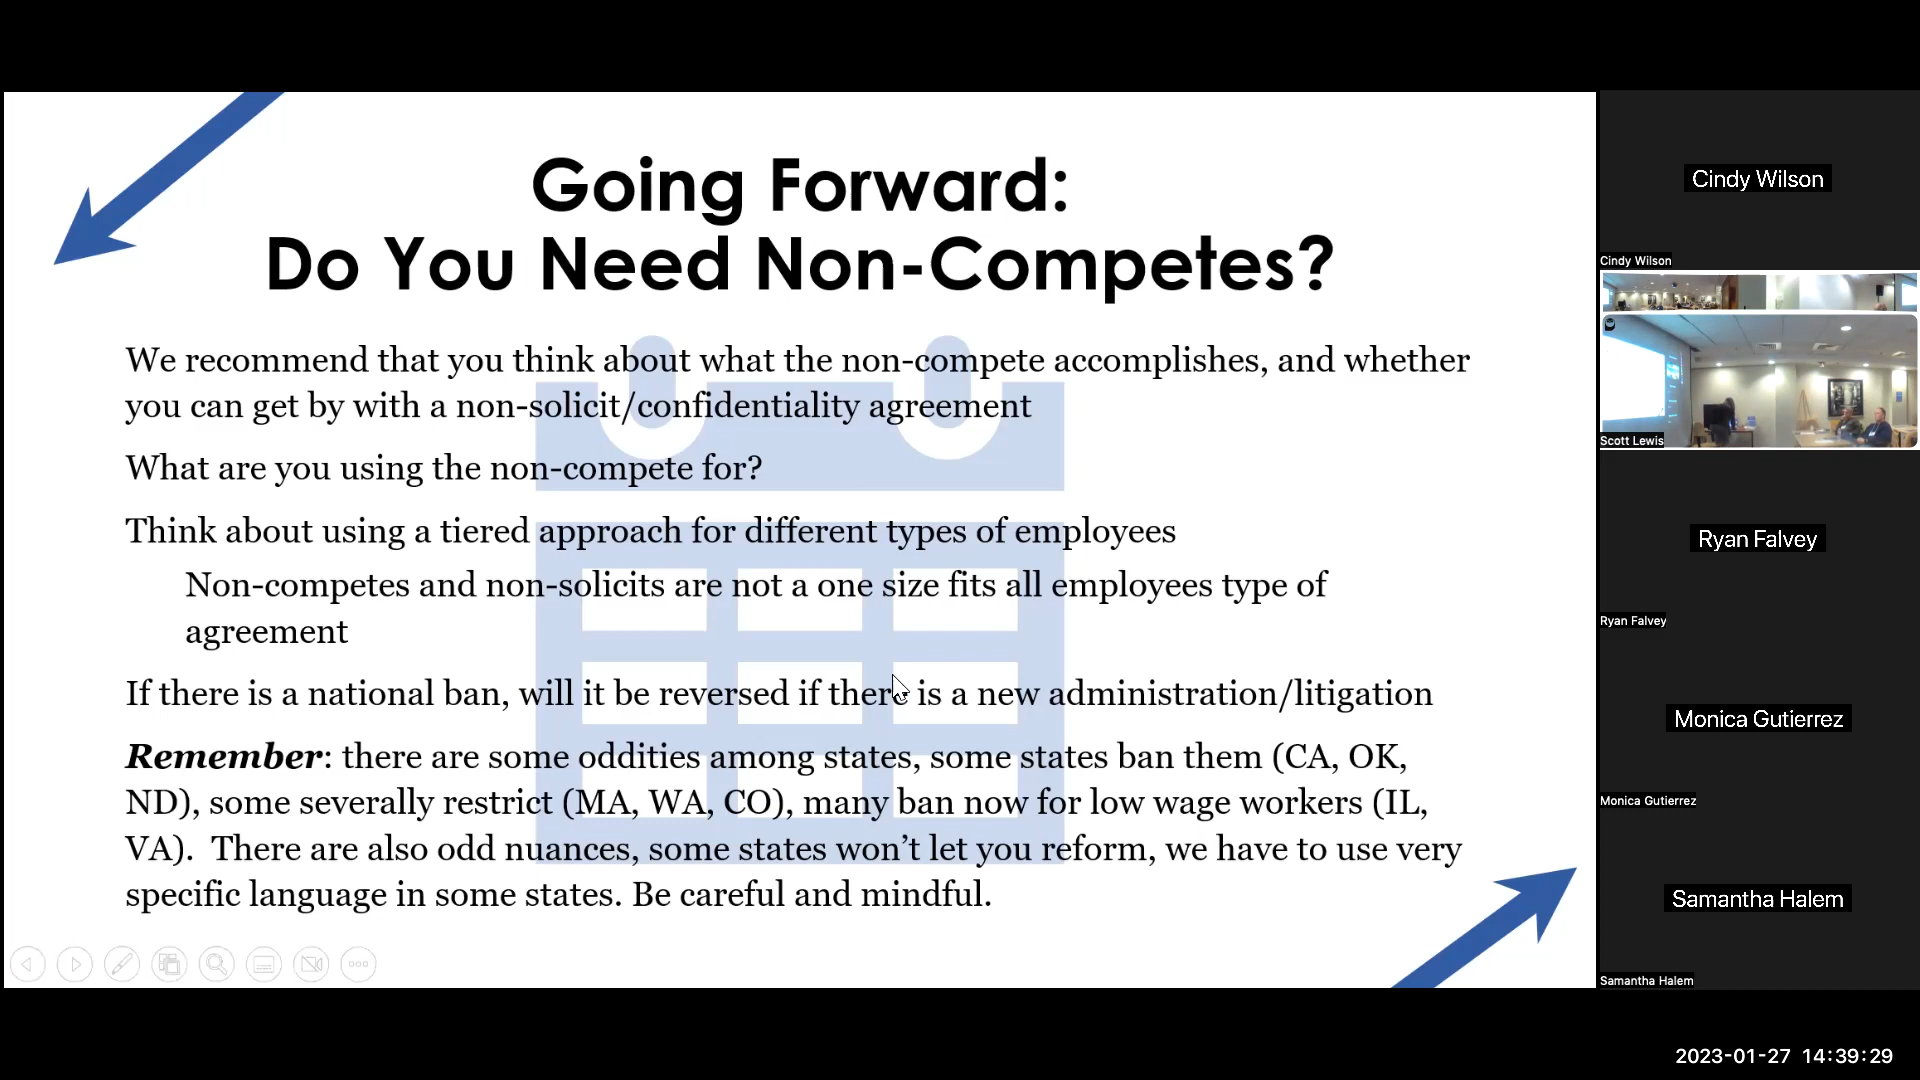 Going Forward:
Do You Need Non-Competes?
We recommend that you think about what the non-compete accomplishes, and whether
you can get by with a non-solicit/confidentiality agreement
What are you using the non-compete for?
Think about using a tiered approach for different types of employees
Non-competes and non-solicits are not a one size fits all employees type of
agreement
If there is a national ban, will it be reversed if there is a new administration/litigation
Remember: there are some oddities among states, some states ban them (CA, OK,
ND), some severally restrict (MA, WA, CO), many ban now for low wage workers (IL,
VA).  There are also odd nuances, some states won’t let you reform, we have to use very
specific language in some states. Be careful and mindful.
Cindy Wilson
Cindy Wilson
Scott Lewis
Ryan Falvey
Ryan Falvey
Monica Gutierrez
Monica Gutierrez
Samantha Halem
Samantha Halem
2023-01-27 14:39:29